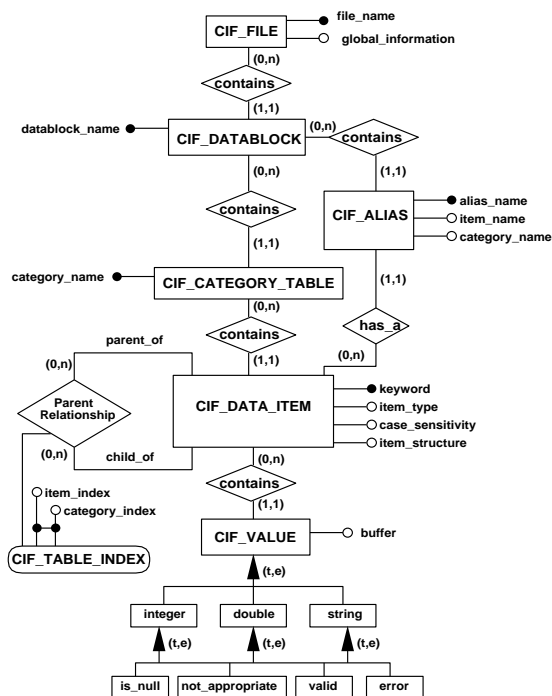 CIF_FILE
file_name
global_information
(0,n)
contains
(1,1)
datablock_name
CIF_DATABLOCK
(0,n)
contains
(0,n)
(1,1)
contains
CIF_ALIAS
alias_name
item_name
category_name
(1,1)
category_name
CIF_CATEGORY_TABLE
(1,1)
(0,n)
has_a
parent_of
contains
(0,n)
(1,1)
(0,n)
Parent
Relationship
CIF_DATA_ITEM
keyword
item_type
case_sensitivity
item_structure
(0,n)
child_of
(0,n)
contains
item_index
category_index
(1,1)
CIF_TABLE_INDEX
CIF_VALUE
buffer
(t,e)
integer
double
string
(t,e)
(t,e)
(t,e)
is_null
not_appropriate
valid
error